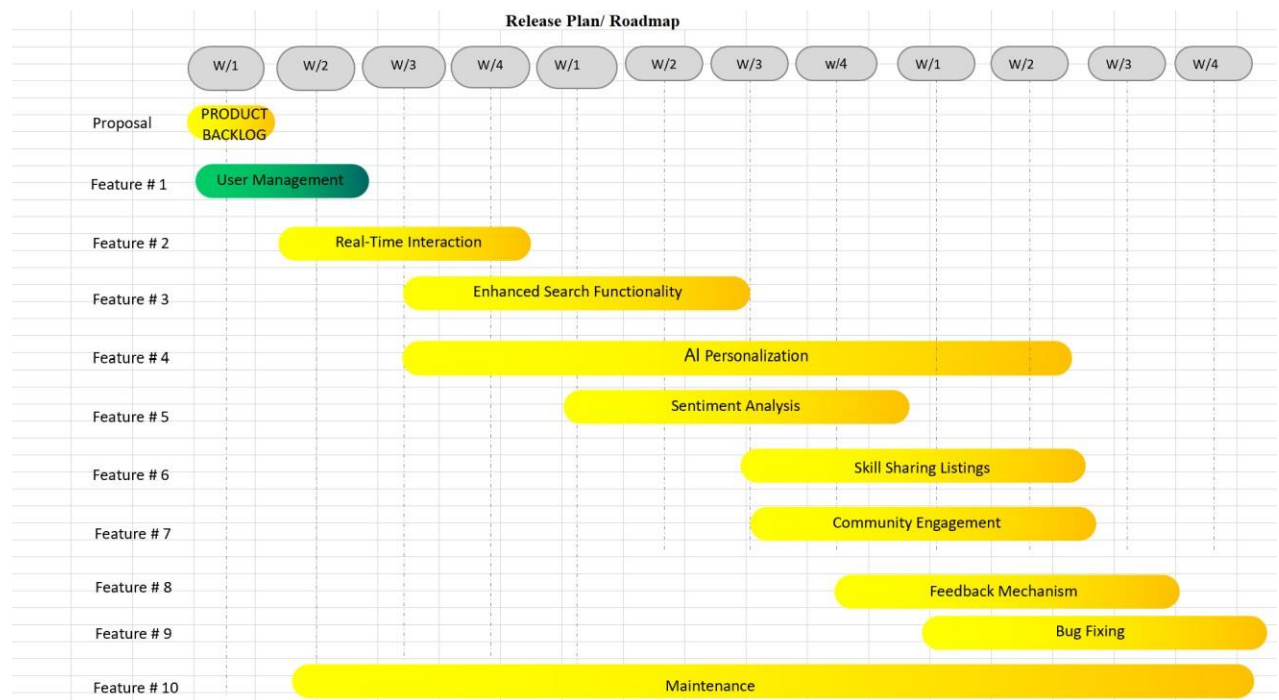 Release Plan/ Roadmap
W/1 W/2 W/3 W/4 W/1 W/2 W/3 w/4 W/1 W/2 W/3 W/4
Proposal PRODUCT
BACKLOG
Feature # 1 User Management
Feature # 2 Real-Time Interaction
Feature # 3 Enhanced Search Functionality
Feature # 4 AI Personalization
Feature # 5 Sentiment Analysis
Feature # 6 Skill Sharing Listings
Feature # 7 Community Engagement
Feature # 8 Feedback Mechanism
Feature # 9 Bug Fixing
Feature # 10 Maintenance